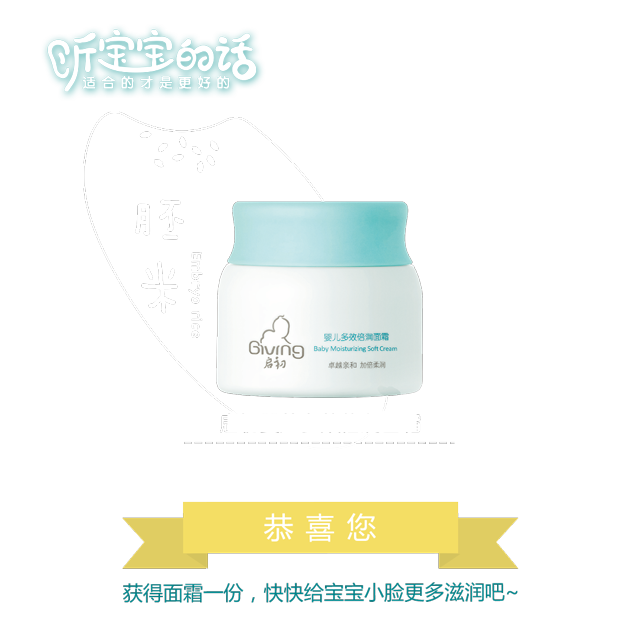 听宝宝的话
适合的才是更好的
胚米
Embryo rice
Giving
启初
婴儿多效倍润面霜
Baby Moisturizing Soft Cream
卓越亲和 加倍柔润
恭喜您
获得面霜一份，快快给宝宝小脸更多滋润吧~